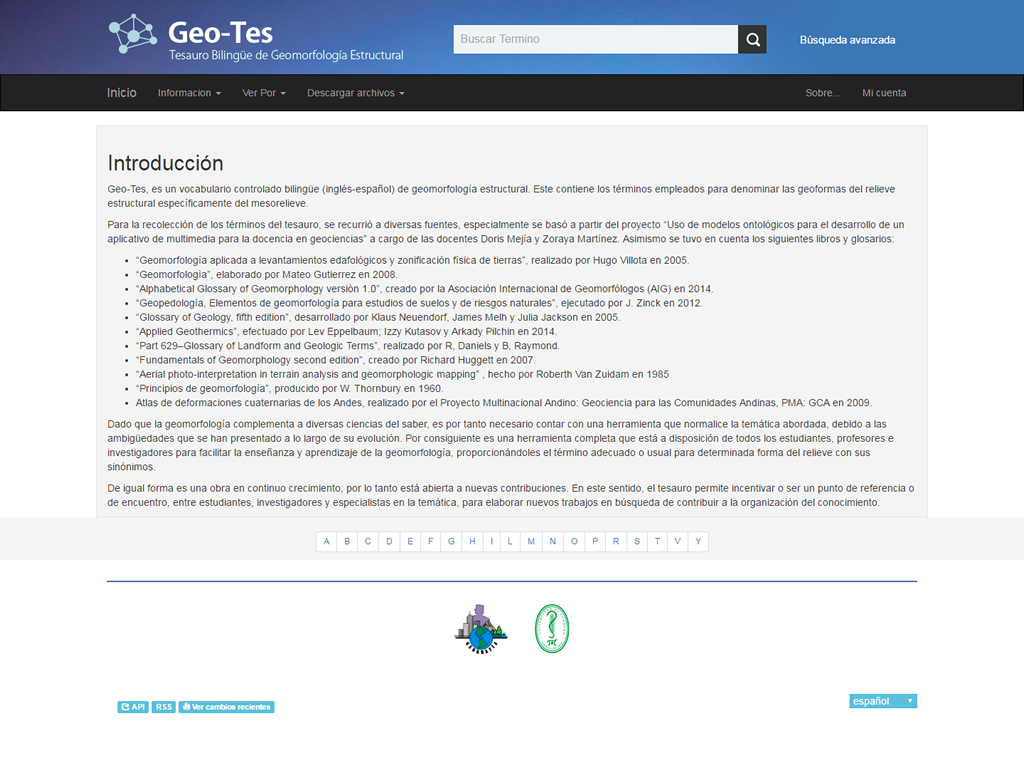 Geo-Tes
Tesauro Bilingüe de Geomorfología Estructural
Buscar Termino
Búsqueda avanzada
Inicio Informacion Ver Por Descargar archivos Sobre... Mi cuenta
Introducción
Geo-Tes, es un vocabulario controlado bilingüe (inglés-español) de geomorfología estructural. Este contiene los términos empleados para denominar las geoformas del relieve
estructural específicamente del mesorelieve.
Para la recolección de los términos del tesauro, se recurrió a diversas fuentes, especialmente se basó a partir del proyecto “Uso de modelos ontológicos para el desarrollo de un
aplicativo de multimedia para la docencia en geociencias” a cargo de las docentes Doris Mejía y Zoraya Martínez. Asimismo se tuvo en cuenta los siguientes libros y glosarios:
• “Geomorfología aplicada a levantamientos edafológicos y zonificación física de tierras”, realizado por Hugo Villota en 2005.
• “Geomorfología”, elaborado por Mateo Gutierrez en 2008.
• “Alphabetical Glossary of Geomorphology versión 1.0”, creado por la Asociación Internacional de Geomorfólogos (AIG) en 2014.
• “Geopedología, Elementos de geomorfología para estudios de suelos y de riesgos naturales”, ejecutado por J. Zinck en 2012.
• “Glossary of Geology, fifth edition”, desarrollado por Klaus Neuendorf, James Melh y Julia Jackson en 2005.
• “Applied Geothermics”, efectuado por Lev Eppelbaum; Izzy Kutasov y Arkady Pilchin en 2014.
• “Part 629–Glossary of Landform and Geologic Terms”, realizado por R, Daniels y B, Raymond.
• “Fundamentals of Geomorphology second edition”, creado por Richard Huggett en 2007.
• “Aerial photo-interpretation in terrain analysis and geomorphologic mapping” , hecho por Roberth Van Zuidam en 1985
• “Principios de geomorfología”, producido por W. Thornbury en 1960.
• Atlas de deformaciones cuaternarias de los Andes, realizado por el Proyecto Multinacional Andino: Geociencia para las Comunidades Andinas, PMA: GCA en 2009.
Dado que la geomorfología complementa a diversas ciencias del saber, es por tanto necesario contar con una herramienta que normalice la temática abordada, debido a las
ambigüedades que se han presentado a lo largo de su evolución. Por consiguiente es una herramienta completa que está a disposición de todos los estudiantes, profesores e
investigadores para facilitar la enseñanza y aprendizaje de la geomorfología, proporcionándoles el término adecuado o usual para determinada forma del relieve con sus
sinónimos.
De igual forma es una obra en continuo crecimiento, por lo tanto está abierta a nuevas contribuciones. En este sentido, el tesauro permite incentivar o ser un punto de referencia o
de encuentro, entre estudiantes, investigadores y especialistas en la temática, para elaborar nuevos trabajos en búsqueda de contribuir a la organización del conocimiento.
A B C D E F G H I L M N O P R S T V Y
GEOGRAFIA
API RSS Ver cambios recientes
español